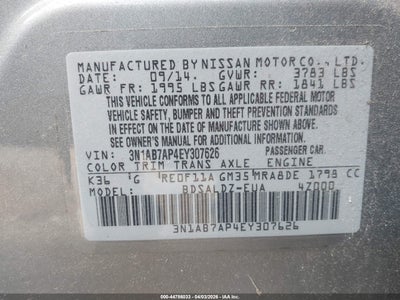 MANUFACTURED BY NISSAN MOTOR CO., LTD.
DATE: 09/14. GVWR: 3783 LBS
GAWR FR: 1995 LBS GAWR RR: 1841 LBS
THIS VEHICLE CONFORMS TO ALL APPLICABLE FEDERAL MOTOR
VEHICLE SAFETY, BUMPER, AND THEFT PREVENTION STANDARDS
IN EFFECT ON THE DATE OF MANUFACTURE SHOWN ABOVE.
SEE OWNER'S MANUAL FOR ADDITIONAL INFORMATION.
VIN: 3N1AB7AP4EY307626 PASSENGER CAR.
COLOR TRIM TRANS AXLE ENGINE
K36 G RE0F11A GM35 MRA8DE 1798 CC
MODEL: BDSALDZ-EUA 4Z000
3N1AB7AP4EY307626
000-44798033 - 04/03/2026 - IAA